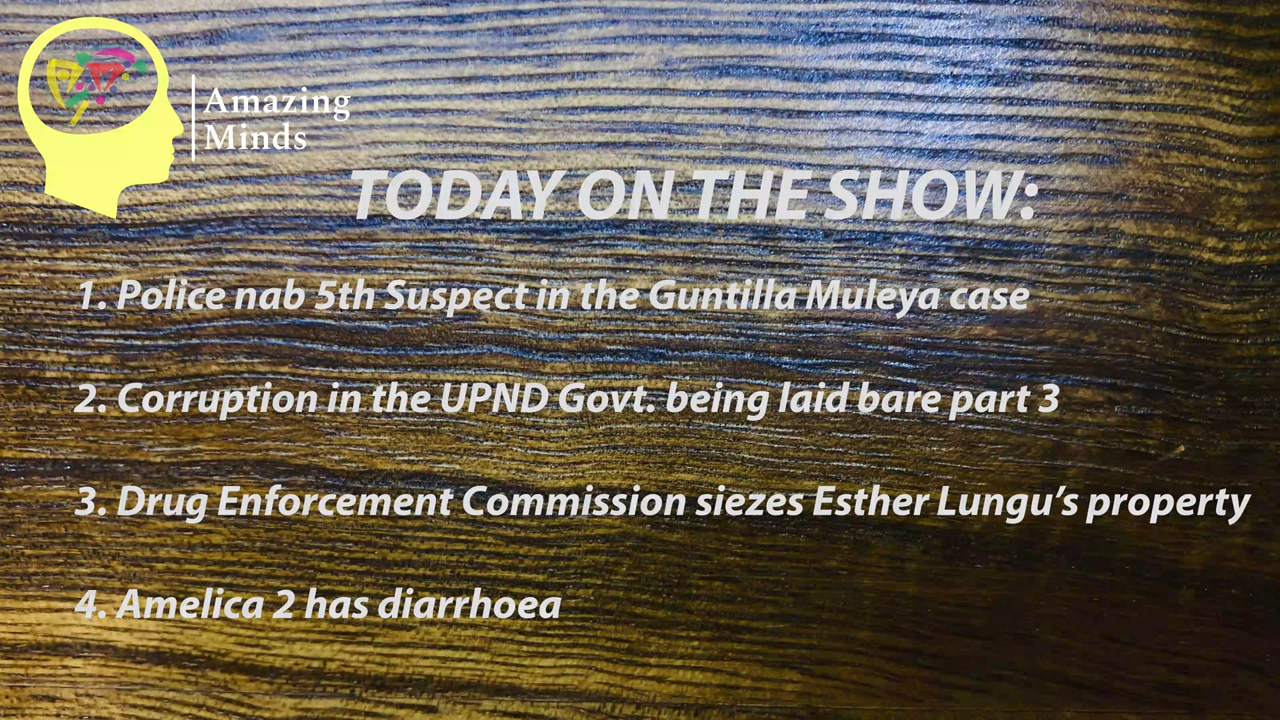 Amazing
Minds
TODAY ON THE SHOW:
1. Police nab 5th Suspect in the Guntilla Muleya case
2. Corruption in the UPND Govt. being laid bare part 3
3. Drug Enforcement Commission siezes Esther Lungu’s property
4. Amelica 2 has diarrhoea